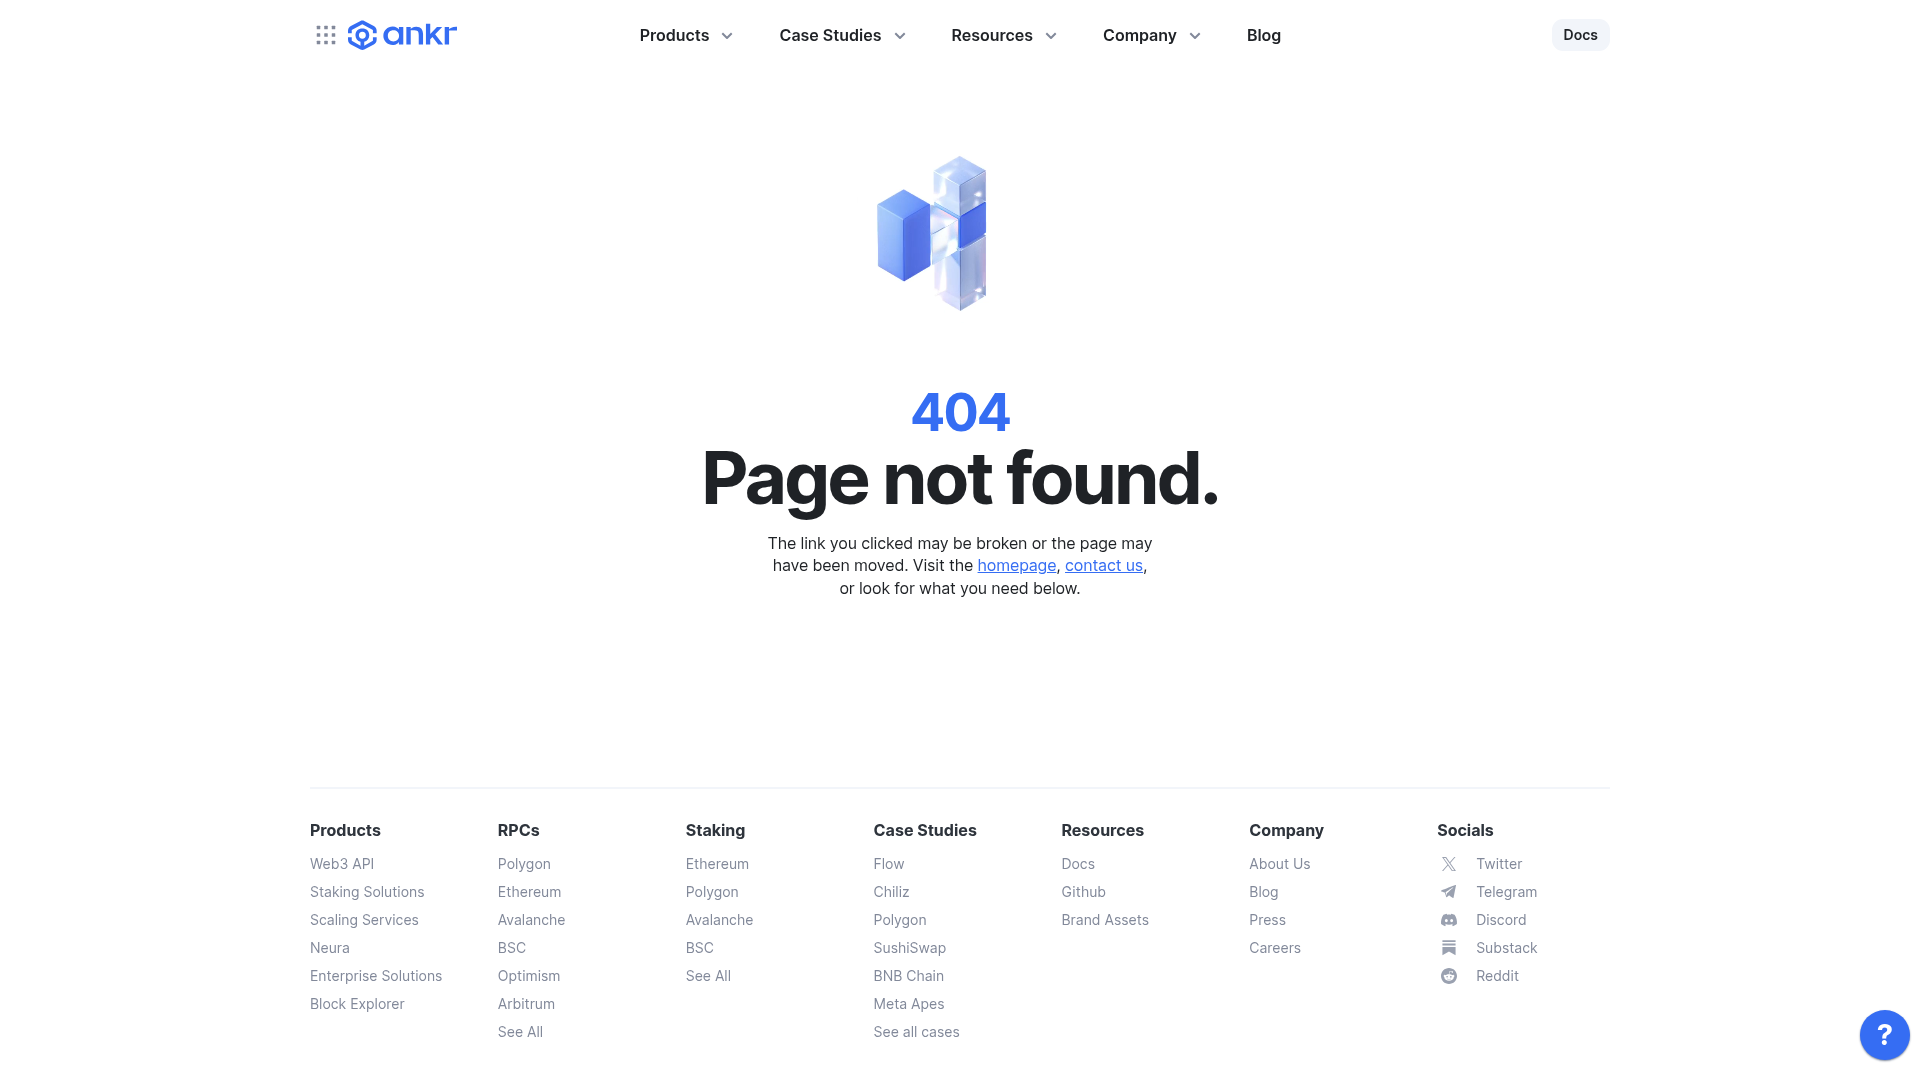 ankr
Products
Case Studies
Resources
Company
Blog
Docs
404
Page not found.
The link you clicked may be broken or the page may
have been moved. Visit the homepage, contact us,
or look for what you need below.
Products
Web3 API
Staking Solutions
Scaling Services
Neura
Enterprise Solutions
Block Explorer
RPCs
Polygon
Ethereum
Avalanche
BSC
Optimism
Arbitrum
See All
Staking
Ethereum
Polygon
Avalanche
BSC
See All
Case Studies
Flow
Chiliz
Polygon
SushiSwap
BNB Chain
Meta Apes
See all cases
Resources
Docs
Github
Brand Assets
Company
About Us
Blog
Press
Careers
Socials
Twitter
Telegram
Discord
Substack
Reddit
?